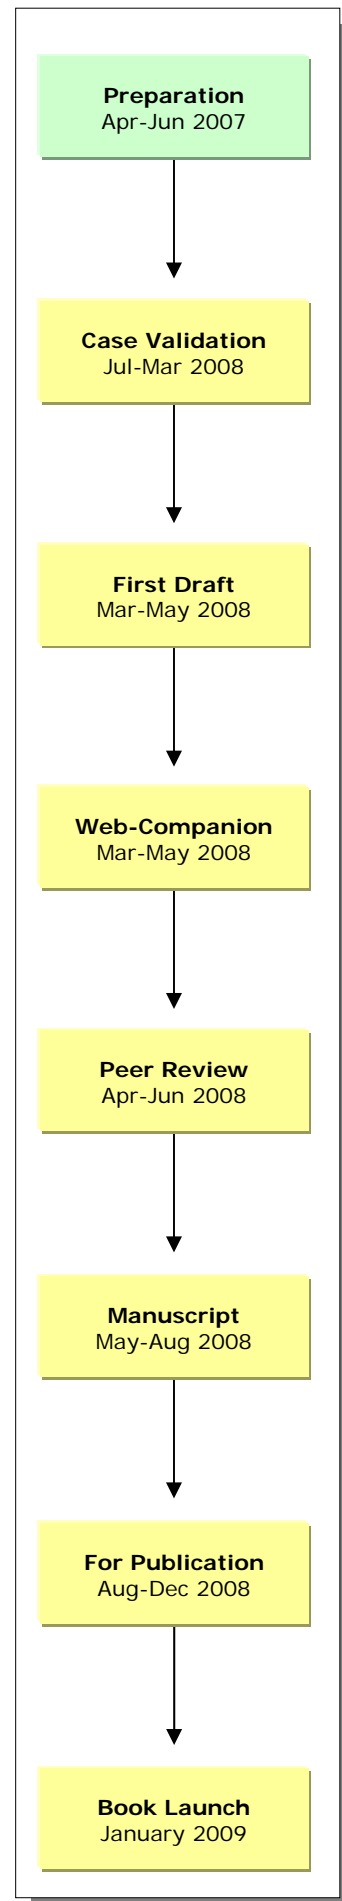 Preparation
Apr-Jun 2007
Case Validation
Jul-Mar 2008
First Draft
Mar-May 2008
Web-Companion
Mar-May 2008
Peer Review
Apr-Jun 2008
Manuscript
May-Aug 2008
For Publication
Aug-Dec 2008
Book Launch
January 2009